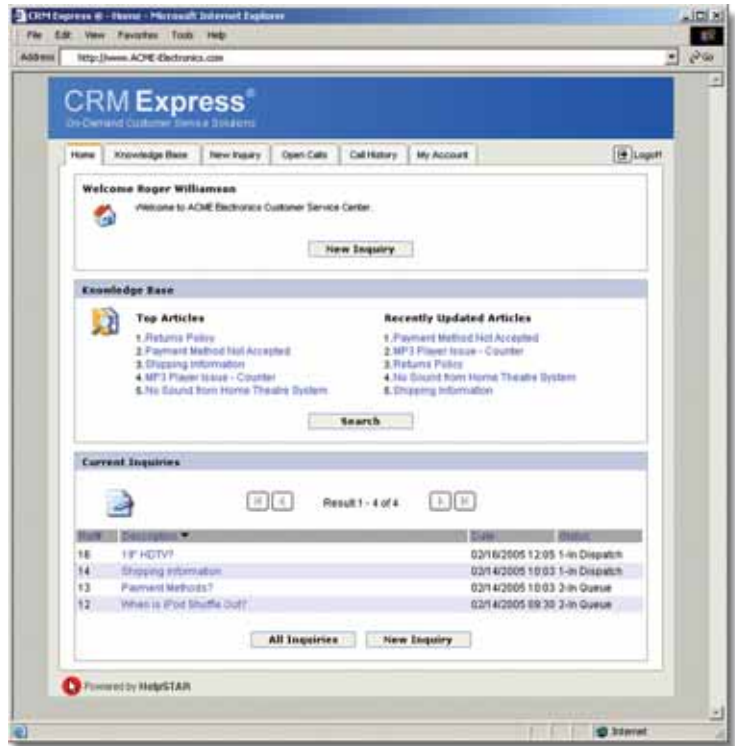 CRM Express ® - Home - Microsoft Internet Explorer
File Edit View Favorites Tools Help
Address http://www.ACME-Electronics.com Go
CRM Express®
On-Demand Customer Service Solutions
Home Knowledge Base New Inquiry Open Calls Call History My Account Logoff
Welcome Roger Williamson
Welcome to ACME Electronics Customer Service Center.
New Inquiry
Knowledge Base
Top Articles Recently Updated Articles
1. Returns Policy 1. Payment Method Not Accepted
2. Payment Method Not Accepted 2. MP3 Player Issue - Counter
3. Shipping Information 3. Returns Policy
4. MP3 Player Issue - Counter 4. No Sound from Home Theatre System
5. No Sound from Home Theatre System 5. Shipping Information
Search
Current Inquiries
Result 1 - 4 of 4
Description Date Status
16 HDTV? 02/16/2005 12:05 1-In Dispatch
14 Shipping Information 02/14/2005 10:03 1-In Dispatch
13 Payment Methods? 02/14/2005 10:03 2-In Queue
12 When is iPod Shuffle Out? 02/14/2005 09:30 2-In Queue
All Inquiries New Inquiry
Powered by HelpSTAR
Internet